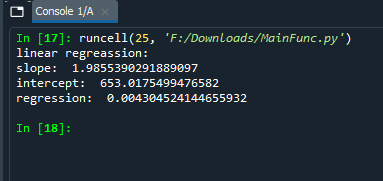 Console 1/A
In [17]: runcell(25, 'F:/Downloads/MainFunc.py')
linear regreassion:
slope:  1.9855390291889097
intercept:  653.0175499476582
regression:  0.004304524144655932
In [18]: